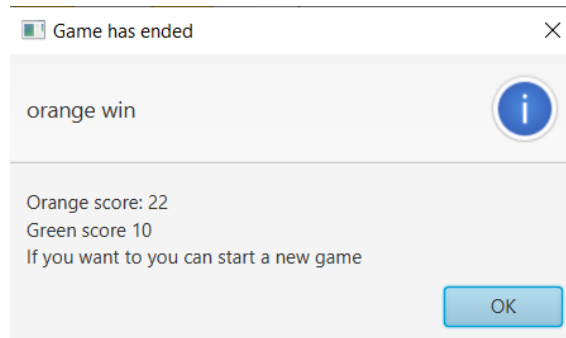 Game has ended
orange win
Orange score: 22
Green score 10
If you want to you can start a new game
OK